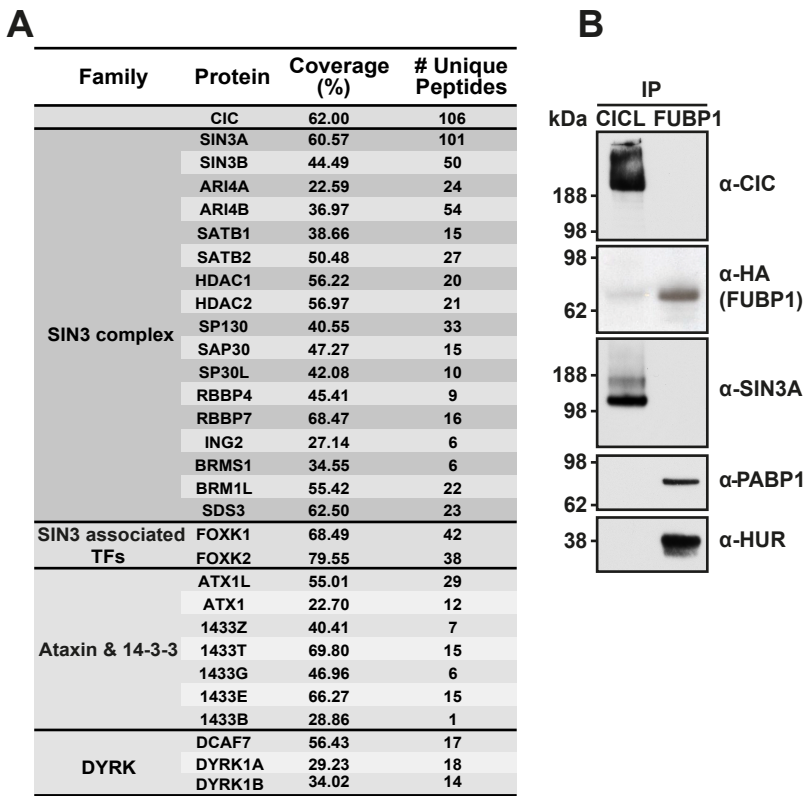 A
Family Protein Coverage (%) # Unique Peptides
CIC 62.00 106
SIN3 complex
SIN3A 60.57 101
SIN3B 44.49 50
ARI4A 22.59 24
ARI4B 36.97 54
SATB1 38.66 15
SATB2 50.48 27
HDAC1 56.22 20
HDAC2 56.97 21
SP130 40.55 33
SAP30 47.27 15
SP30L 42.08 10
RBBP4 45.41 9
RBBP7 68.47 16
ING2 27.14 6
BRMS1 34.55 6
BRM1L 55.42 22
SDS3 62.50 23
SIN3 associated TFs
FOXK1 68.49 42
FOXK2 79.55 38
Ataxin & 14-3-3
ATX1L 55.01 29
ATX1 22.70 12
1433Z 40.41 7
1433T 69.80 15
1433G 46.96 6
1433E 66.27 15
1433B 28.86 1
DYRK
DCAF7 56.43 17
DYRK1A 29.23 18
DYRK1B 34.02 14
B
IP
kDa CICL FUBP1
188
98
α-CIC
98
62
α-HA
(FUBP1)
188
98
α-SIN3A
98
62
α-PABP1
38
α-HUR